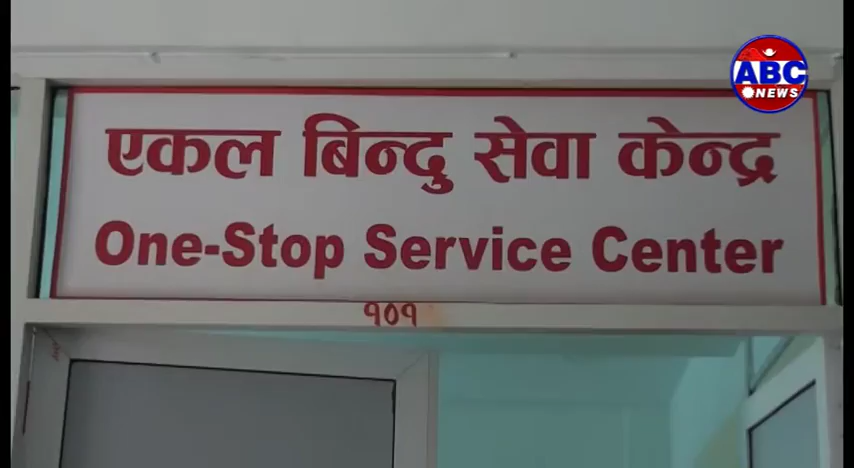 ABC
NEWS
एकल बिन्दु सेवा केन्द्र
One-Stop Service Center
१०१